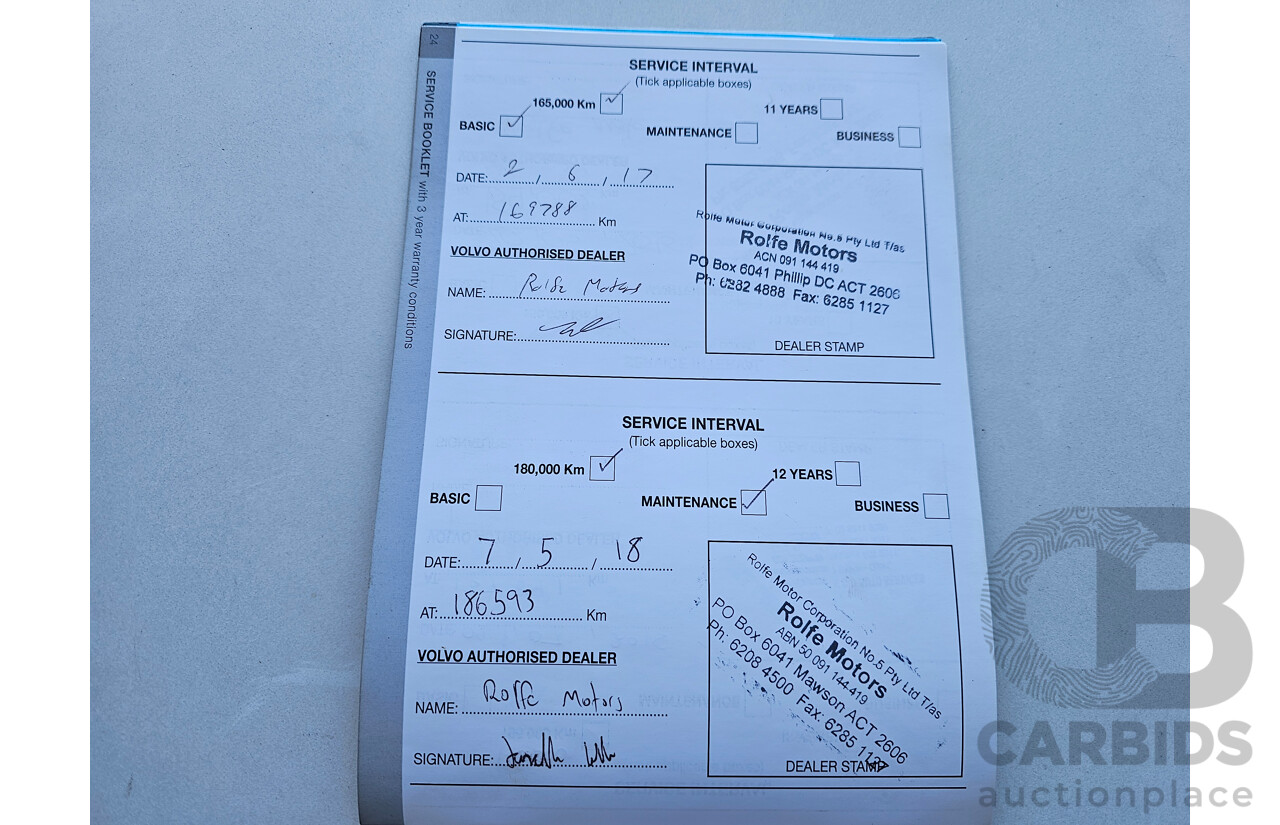 24
SERVICE BOOKLET with 3 year warranty conditions
SERVICE INTERVAL
(Tick applicable boxes)
165,000 Km
11 YEARS
BASIC
MAINTENANCE
BUSINESS
DATE: 2 / 6 / 17
AT: 169788 Km
VOLVO AUTHORISED DEALER
NAME: Rolfe Motors
SIGNATURE:
Rolfe Motor Corporation No.5 Pty Ltd T/as
Rolfe Motors
ACN 091 144 419
PO Box 6041 Phillip DC ACT 2606
Ph: 6282 4888 Fax: 6285 1127
DEALER STAMP
SERVICE INTERVAL
(Tick applicable boxes)
180,000 Km
12 YEARS
BASIC
MAINTENANCE
BUSINESS
DATE: 7 / 5 / 18
AT: 186593 Km
VOLVO AUTHORISED DEALER
NAME: Rolfe Motors
SIGNATURE:
Rolfe Motor Corporation No.5 Pty Ltd T/as
Rolfe Motors
ABN 50 091 144 419
PO Box 6041 Mawson ACT 2606
Ph: 6208 4500 Fax: 6285 1127
DEALER STAMP
CB
CARBIDS
auctionplace